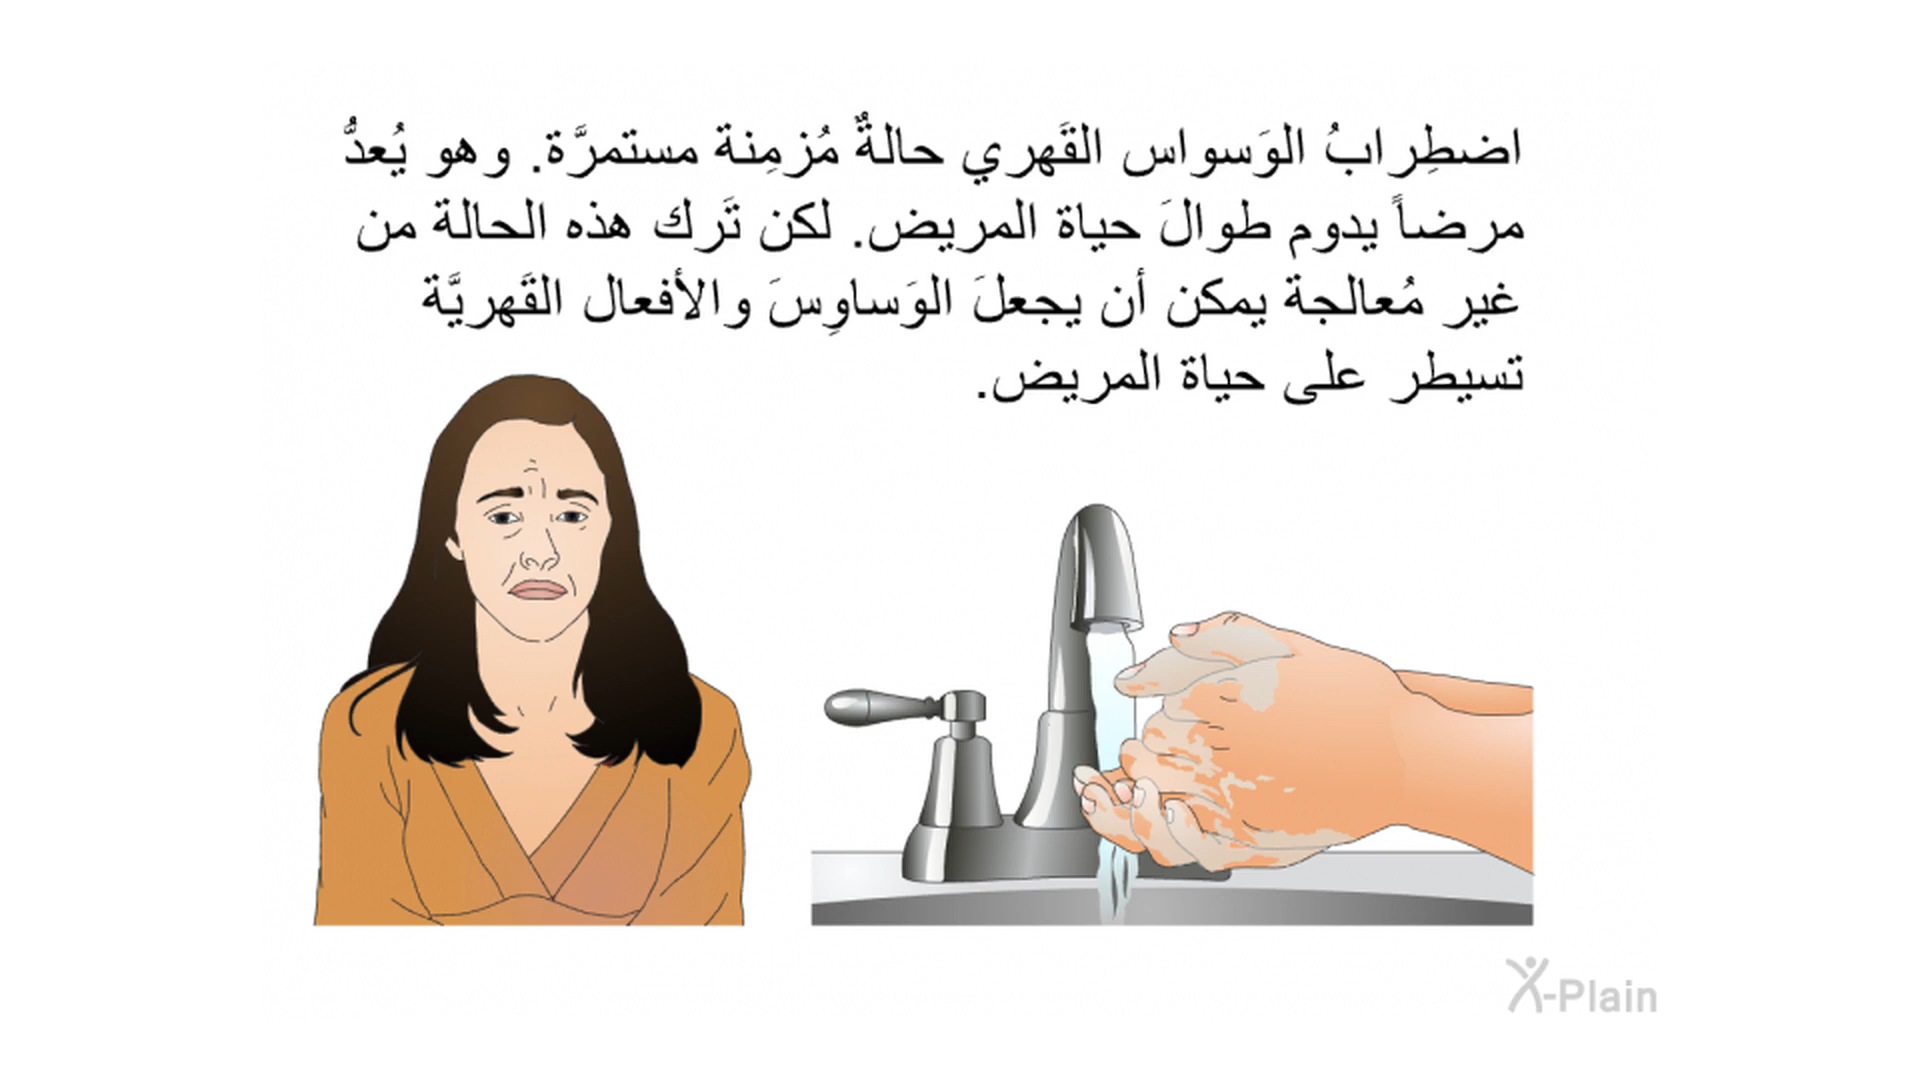 اضطِرابُ الوَسواس القَهري حالةٌ مُزمِنة مستمرَّة. وهو يُعدُّ
مرضاً يدوم طوالَ حياة المريض. لكن تَرك هذه الحالة من
غير مُعالجة يمكن أن يجعلَ الوَساوِسَ والأفعال القَهريَّة
تسيطر على حياة المريض.
X-Plain